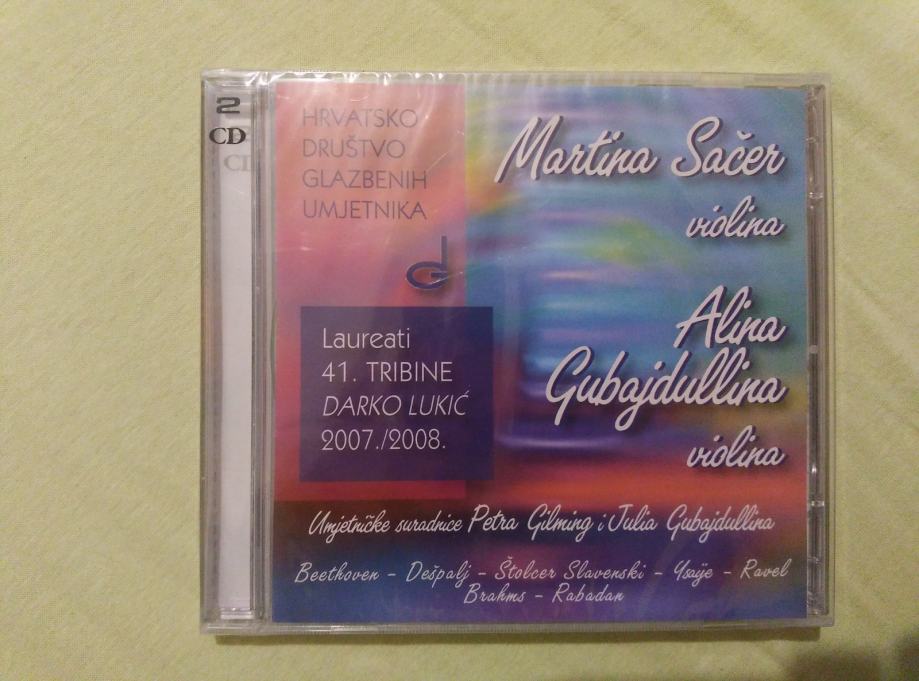 2
CD
HRVATSKO
DRUŠTVO
GLAZBENIH
UMJETNIKA
Laureati
41. TRIBINE
DARKO LUKIĆ
2007./2008.
Martina Sačer
violina
Alina
Gubajdullina
violina
Umjetničke suradnice Petra Gilming i Julia Gubajdullina
Beethoven – Dešpalj – Štolcer Slavenski – Ysaÿe – Ravel
Brahms – Rabadan